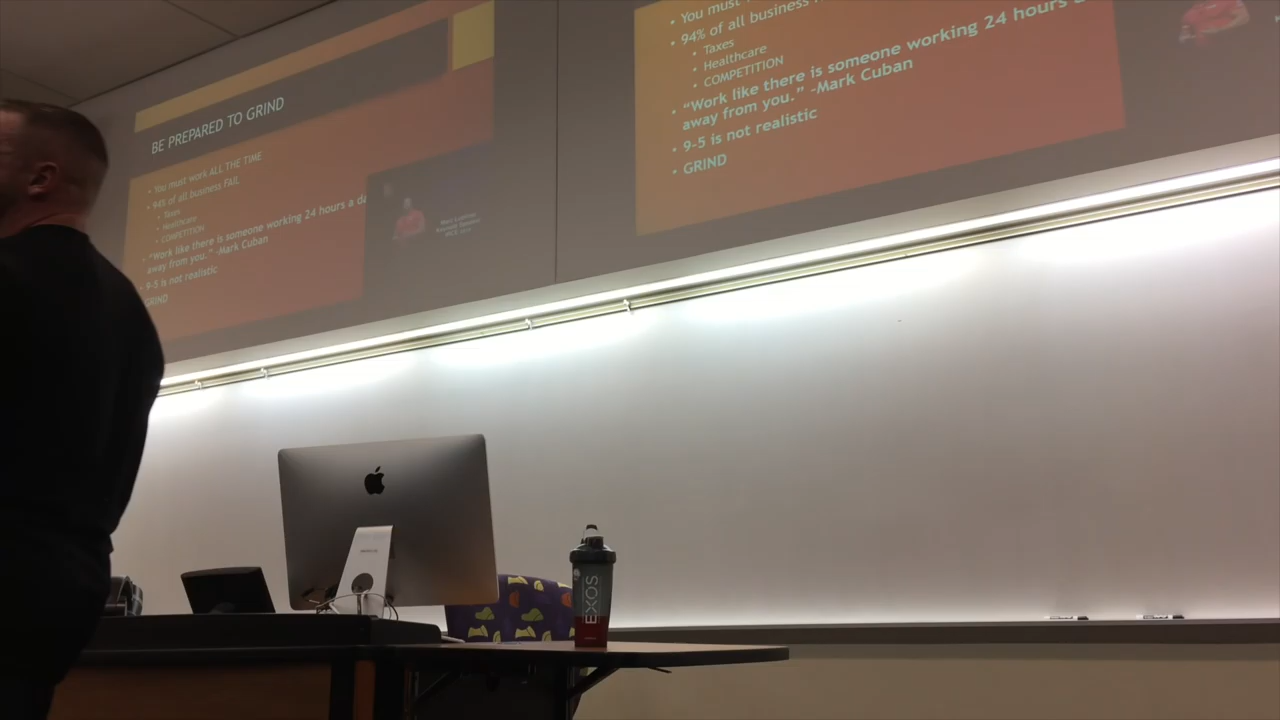 BE PREPARED TO GRIND
• You must work ALL THE TIME
• 94% of all business FAIL
• Taxes
• Healthcare
• COMPETITION
• "Work like there is someone working 24 hours a da
away from you." -Mark Cuban
• 9-5 is not realistic
GRIND
• You must
• 94% of all business
• Taxes
• Healthcare
• COMPETITION
• "Work like there is someone working 24 hours a
away from you." -Mark Cuban
• 9-5 is not realistic
• GRIND
EXOS